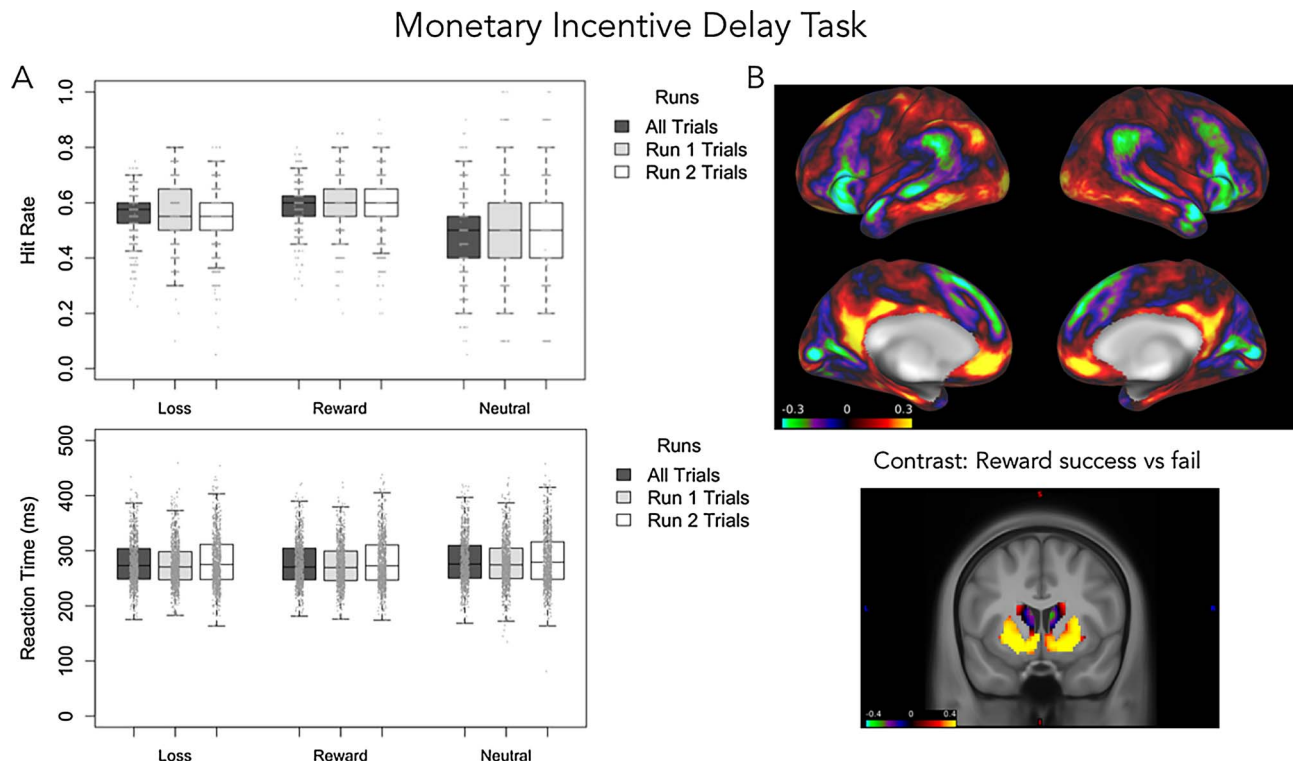 Monetary Incentive Delay Task
A
Hit Rate
1.0
0.8
0.6
0.4
0.2
0.0
Loss
Reward
Neutral
Runs
All Trials
Run 1 Trials
Run 2 Trials
Reaction Time (ms)
500
400
300
200
100
0
Loss
Reward
Neutral
Runs
All Trials
Run 1 Trials
Run 2 Trials
B
-0.3 0 0.3
Contrast: Reward success vs fail
S
I
-0.4 0 0.4